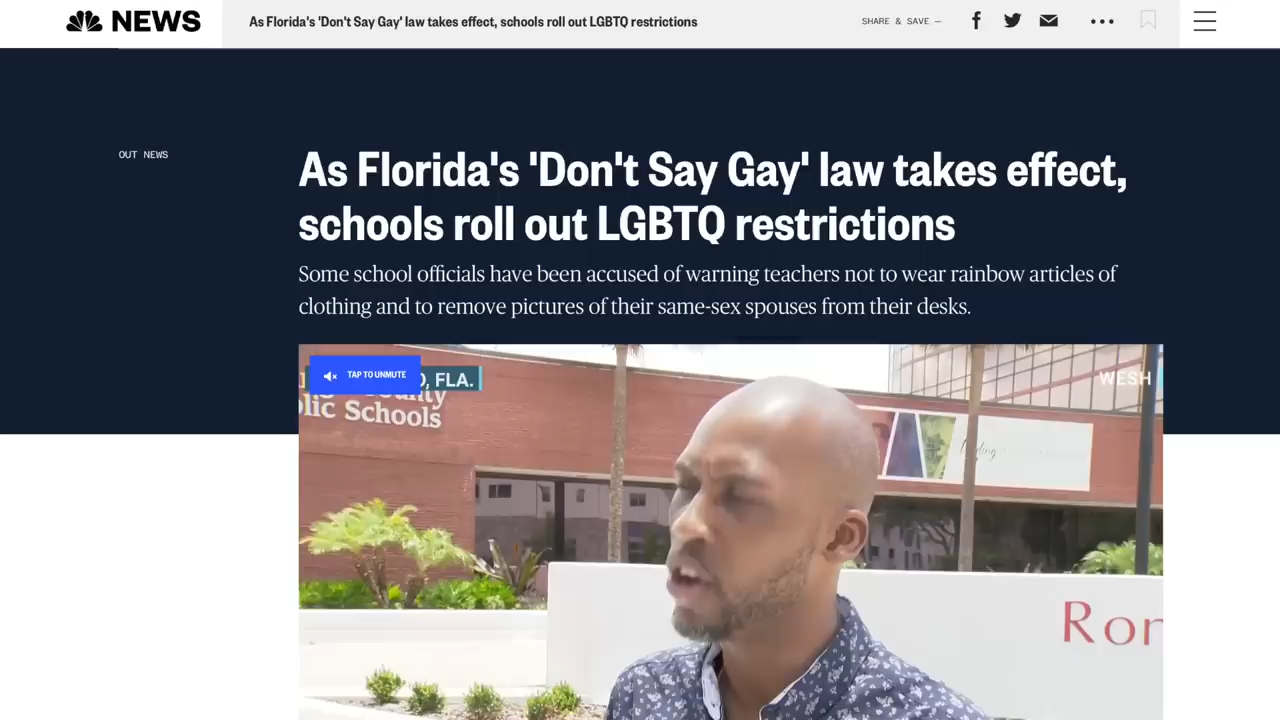 NEWS
As Florida's 'Don't Say Gay' law takes effect, schools roll out LGBTQ restrictions
SHARE & SAVE —
OUT NEWS
As Florida's 'Don't Say Gay' law takes effect,
schools roll out LGBTQ restrictions
Some school officials have been accused of warning teachers not to wear rainbow articles of
clothing and to remove pictures of their same-sex spouses from their desks.
TAP TO UNMUTE
, FLA.
WESH
County
Schools